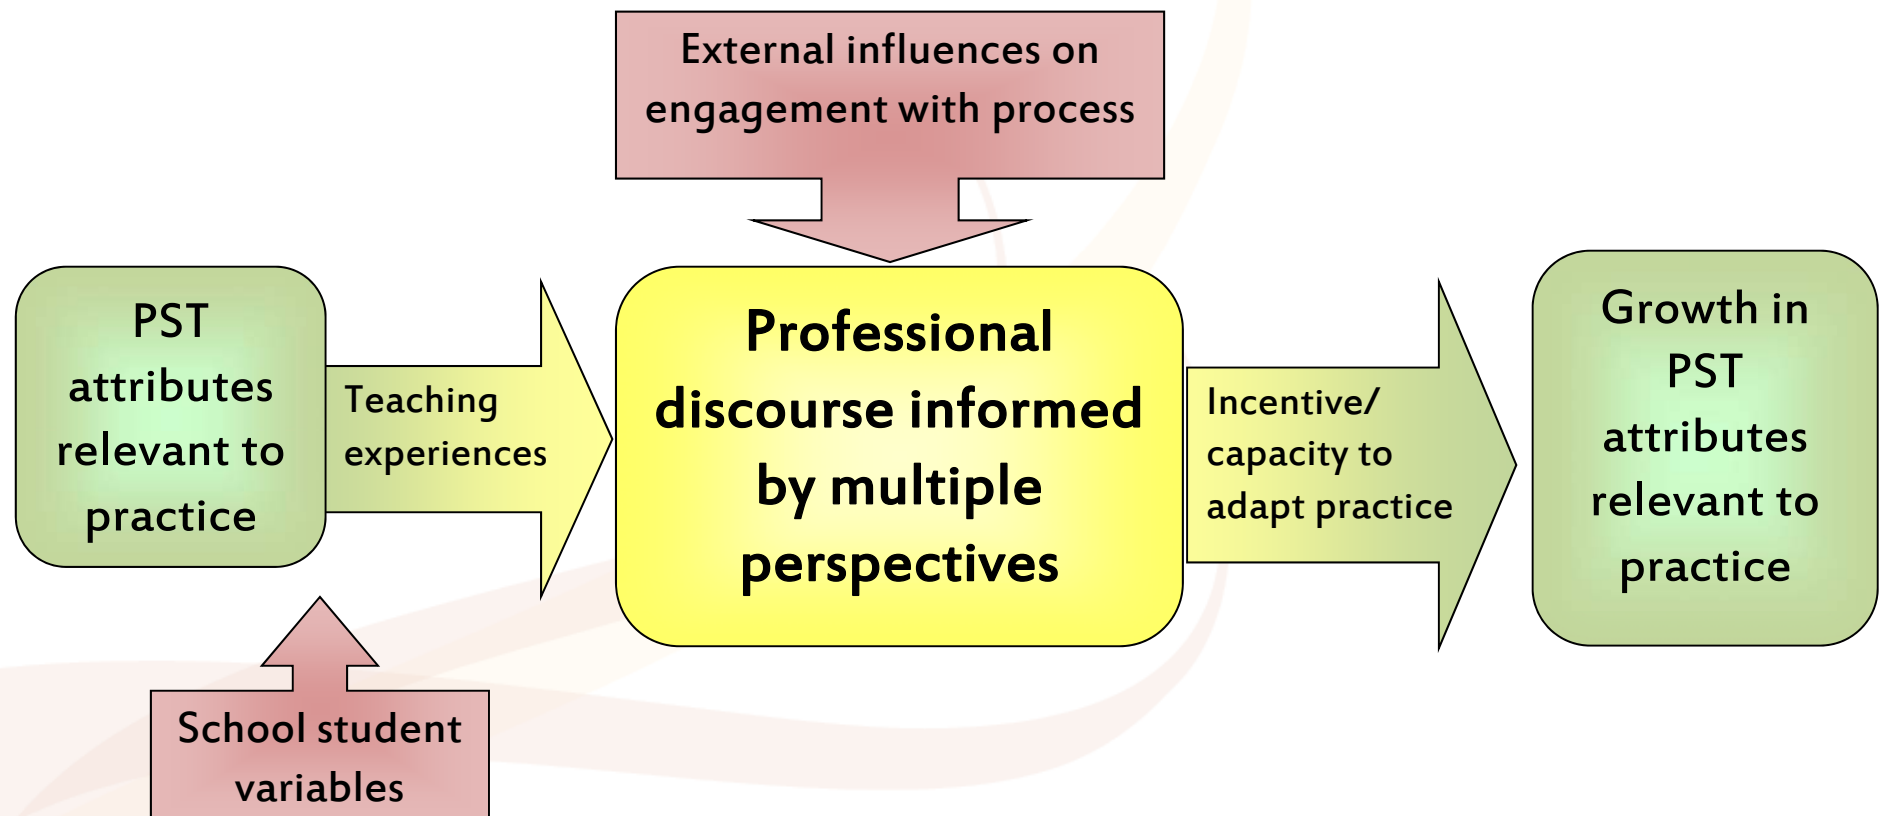 External influences on
engagement with process
PST
attributes
relevant to
practice
Teaching
experiences
Professional
discourse informed
by multiple
perspectives
Incentive/
capacity to
adapt practice
Growth in
PST
attributes
relevant to
practice
School student
variables